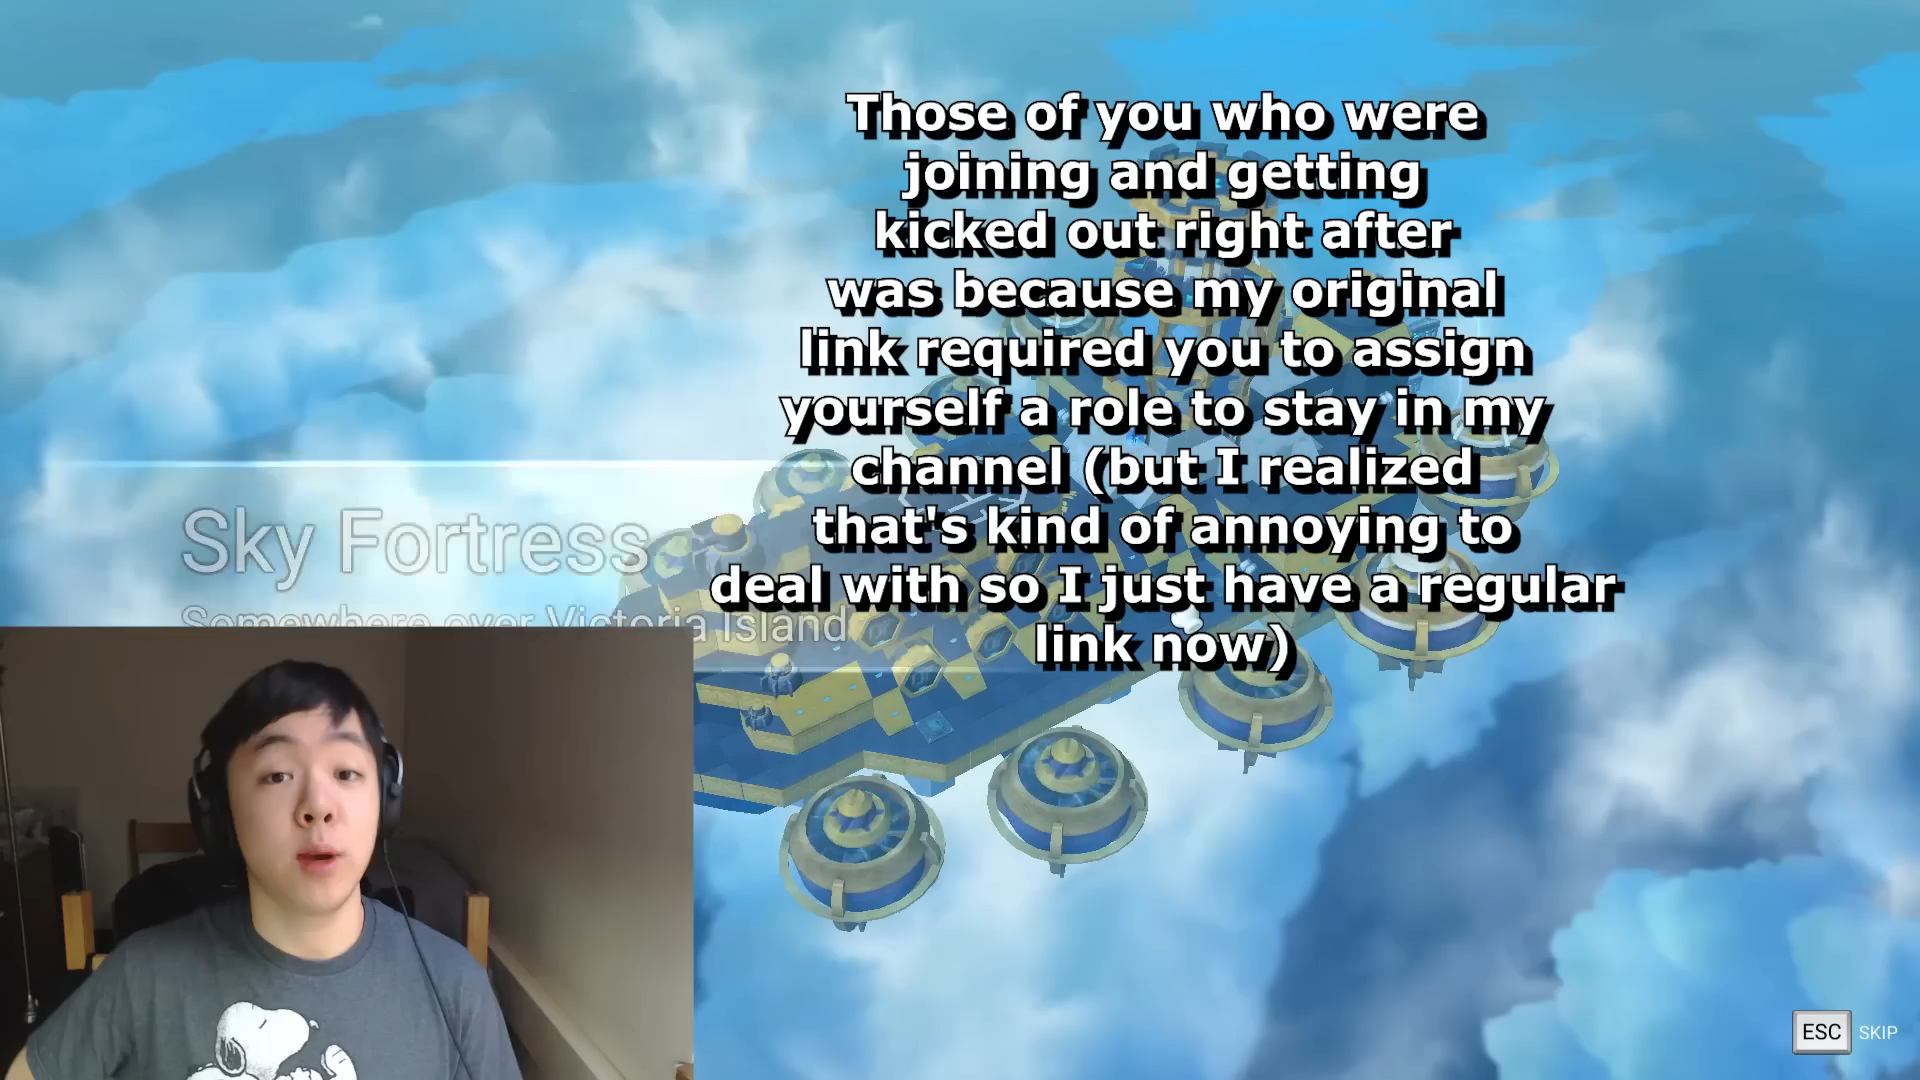 Those of you who were
joining and getting
kicked out right after
was because my original
link required you to assign
yourself a role to stay in my
channel (but I realized
that's kind of annoying to
deal with so I just have a regular
link now)
Sky Fortress
Somewhere over Victoria Island
ESC SKIP